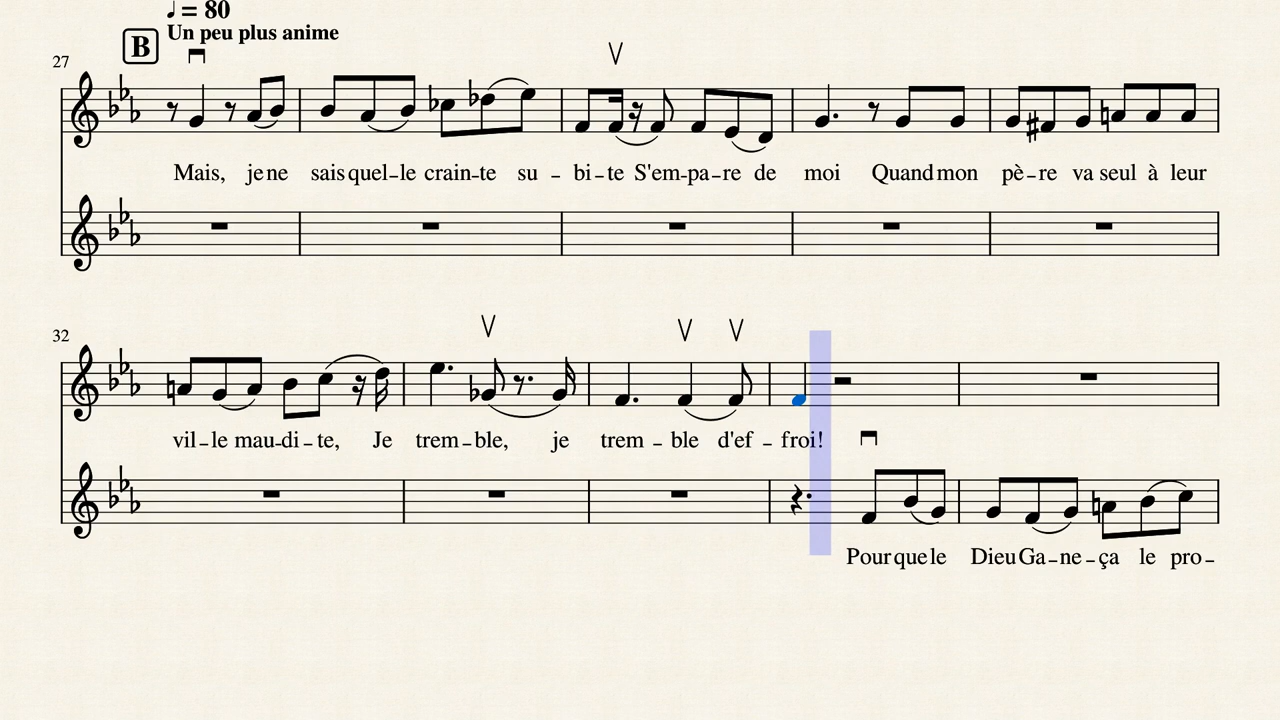 ♩ = 80
B Un peu plus anime
27
Mais, je ne sais quel-le crain-te su - bi-te S'em-pa-re de moi Quand mon pè-re va seul à leur
32
vil-le mau-di-te, Je trem-ble, je trem - ble d'ef - froi!
Pour que le Dieu Ga-ne-ça le pro-